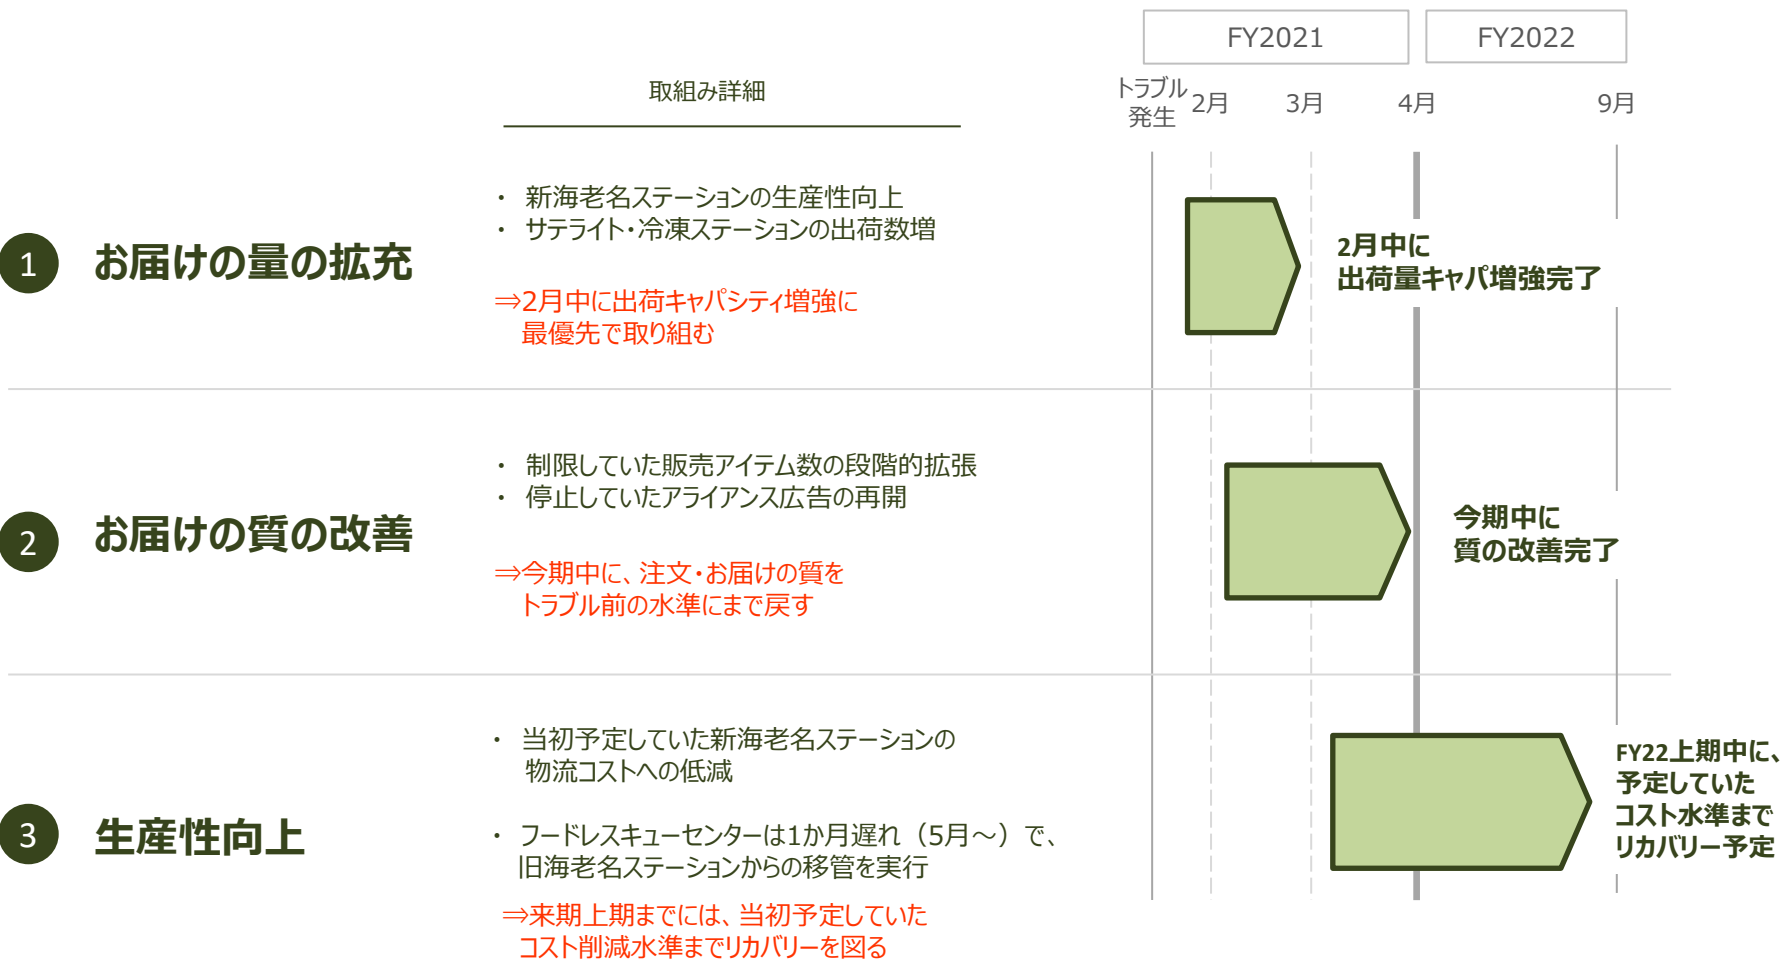 FY2021
FY2022
取組み詳細
トラブル
発生
2月
3月
4月
9月
1
お届けの量の拡充
・ 新海老名ステーションの生産性向上
・ サテライト・冷凍ステーションの出荷数増
⇒2月中に出荷キャパシティ増強に
最優先で取り組む
2月中に
出荷量キャパ増強完了
2
お届けの質の改善
・ 制限していた販売アイテム数の段階的拡張
・ 停止していたアライアンス広告の再開
⇒今期中に、注文・お届けの質を
トラブル前の水準にまで戻す
今期中に
質の改善完了
3
生産性向上
・ 当初予定していた新海老名ステーションの
物流コストへの低減
・ フードレスキューセンターは1か月遅れ（5月～）で、
旧海老名ステーションからの移管を実行
⇒来期上期までには、当初予定していた
コスト削減水準までリカバリーを図る
FY22上期中に、
予定していた
コスト水準まで
リカバリー予定